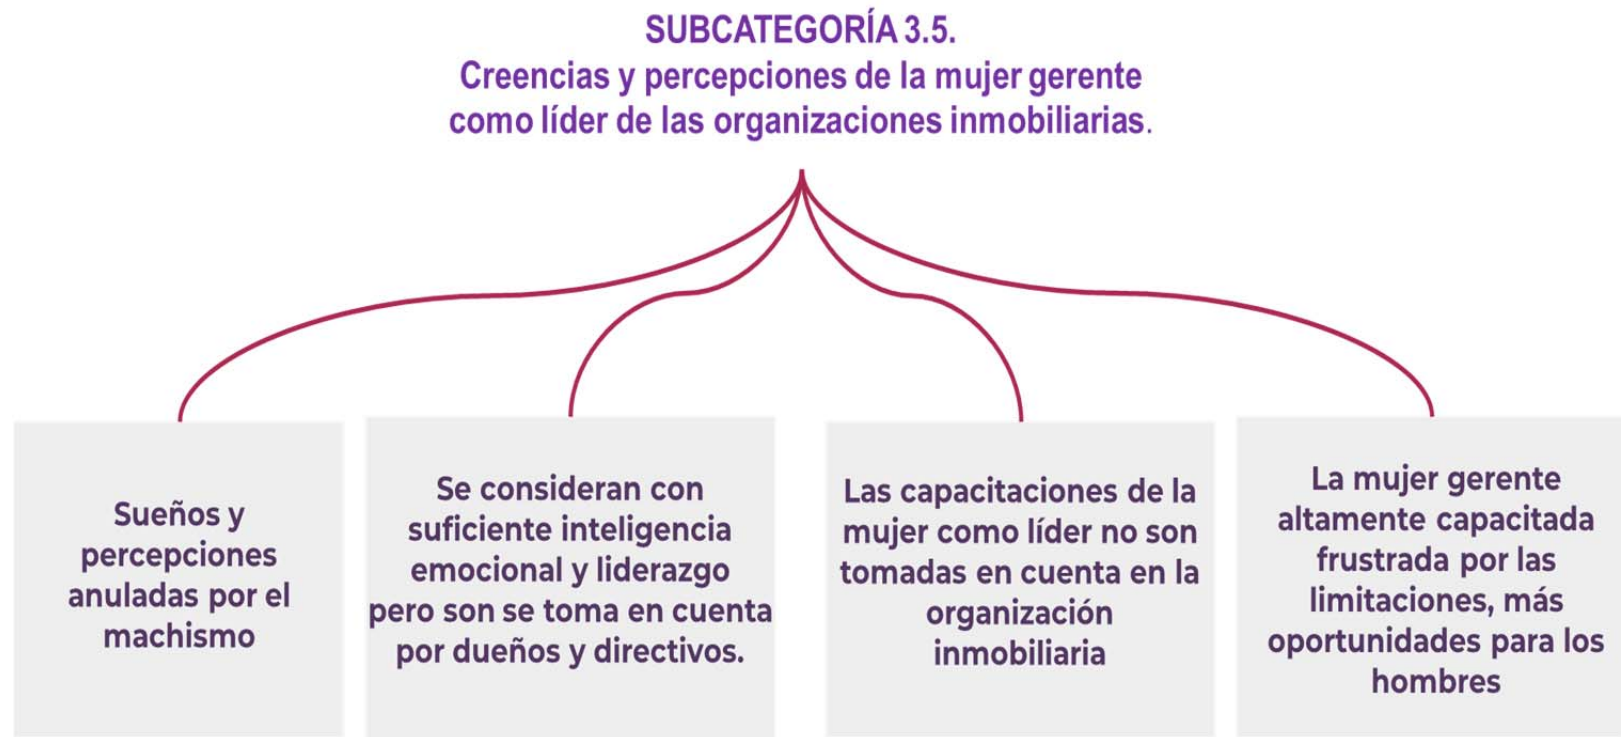 SUBCATEGORÍA 3.5.
Creencias y percepciones de la mujer gerente
como líder de las organizaciones inmobiliarias.
Sueños y
percepciones
anuladas por el
machismo
Se consideran con
suficiente inteligencia
emocional y liderazgo
pero son se toma en cuenta
por dueños y directivos.
Las capacitaciones de la
mujer como líder no son
tomadas en cuenta en la
organización
inmobiliaria
La mujer gerente
altamente capacitada
frustrada por las
limitaciones, más
oportunidades para los
hombres